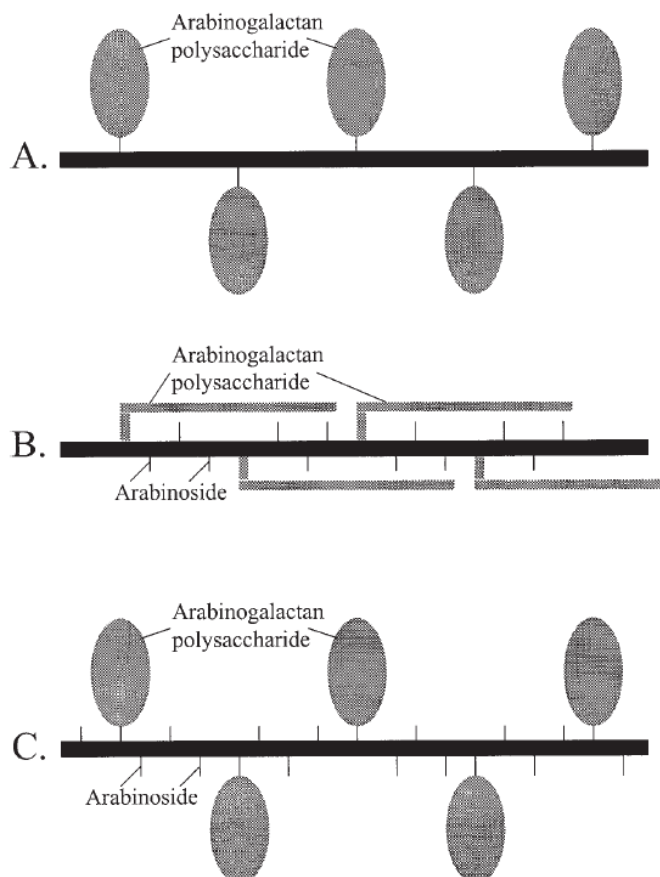 Arabinogalactan
polysaccharide
A.
Arabinogalactan
polysaccharide
B.
Arabinoside
Arabinogalactan
polysaccharide
C.
Arabinoside